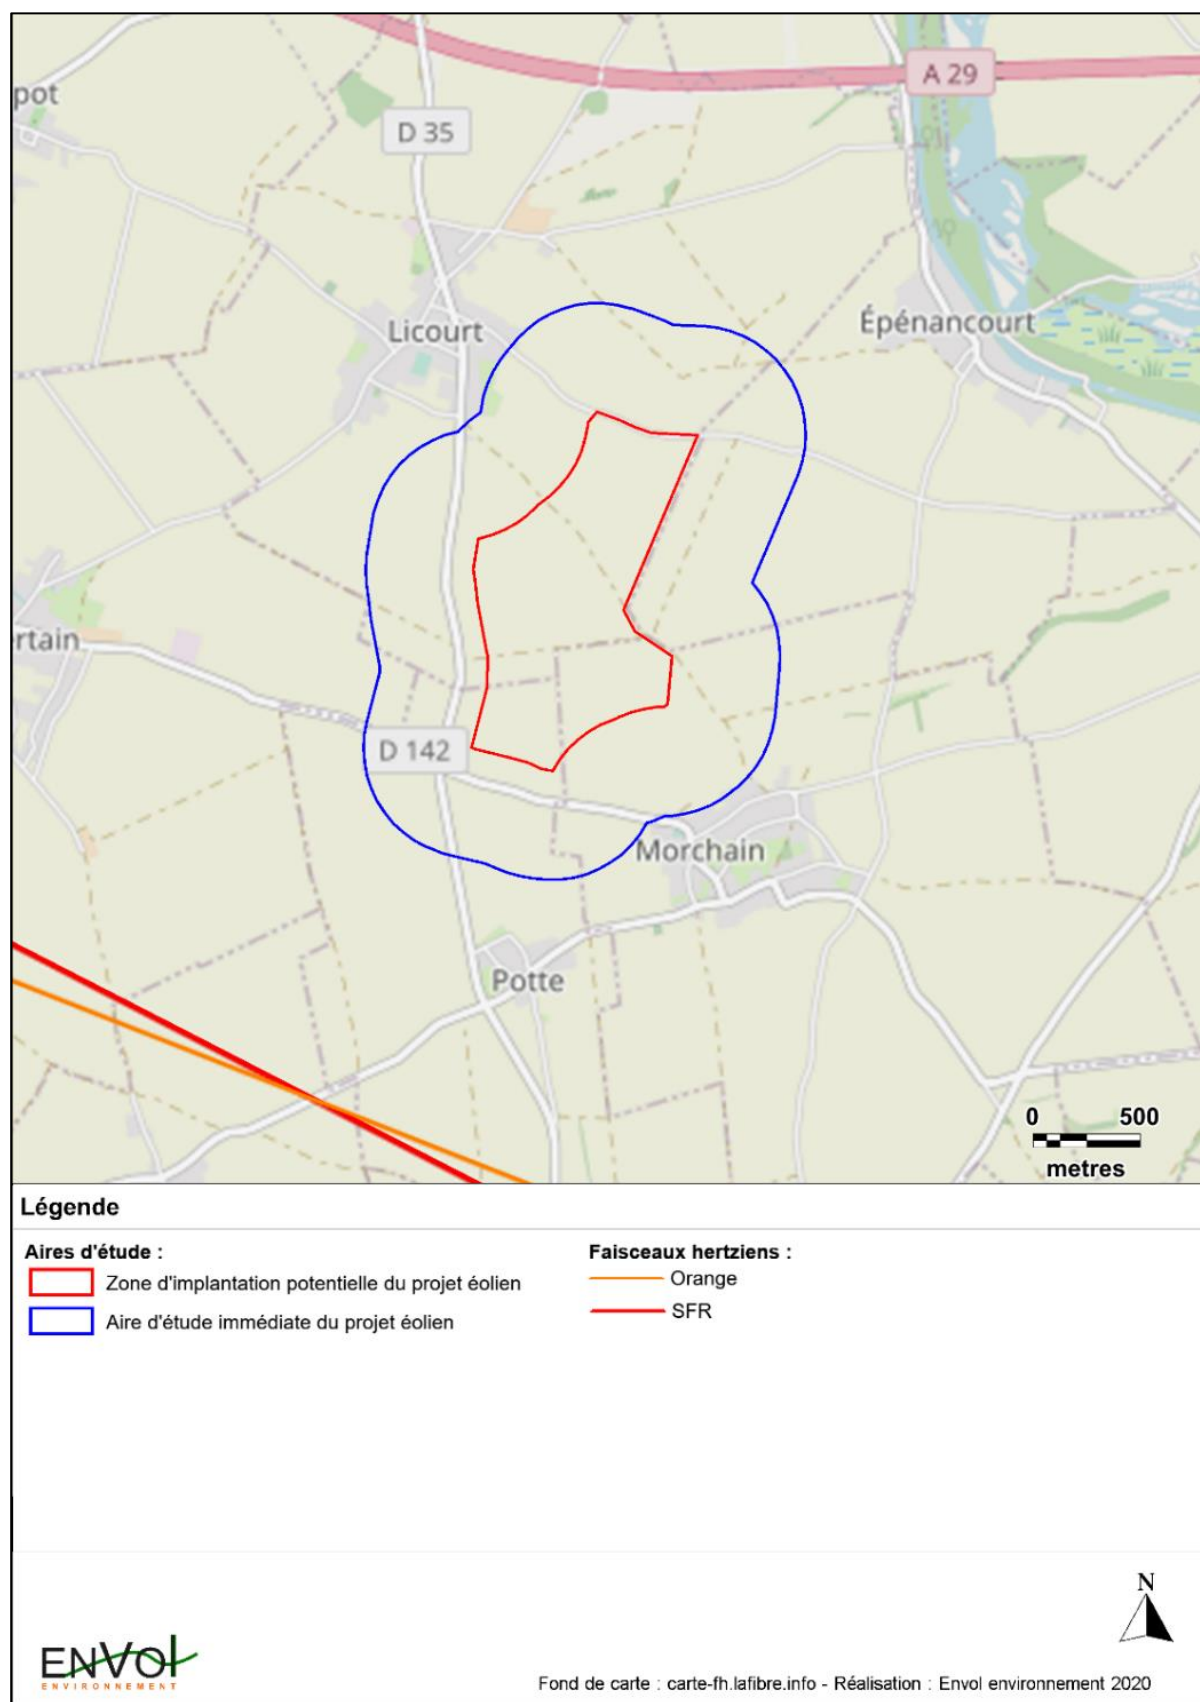 A 29
pot
D 35
Licourt
Épénancourt
rtain
D 142
Morchain
Potte
0 500
metres
Légende
Aires d'étude :
Zone d'implantation potentielle du projet éolien
Aire d'étude immédiate du projet éolien
Faisceaux hertziens :
Orange
SFR
N
ENVOl
ENVIRONNEMENT
Fond de carte : carte-fh.lafibre.info - Réalisation : Envol environnement 2020